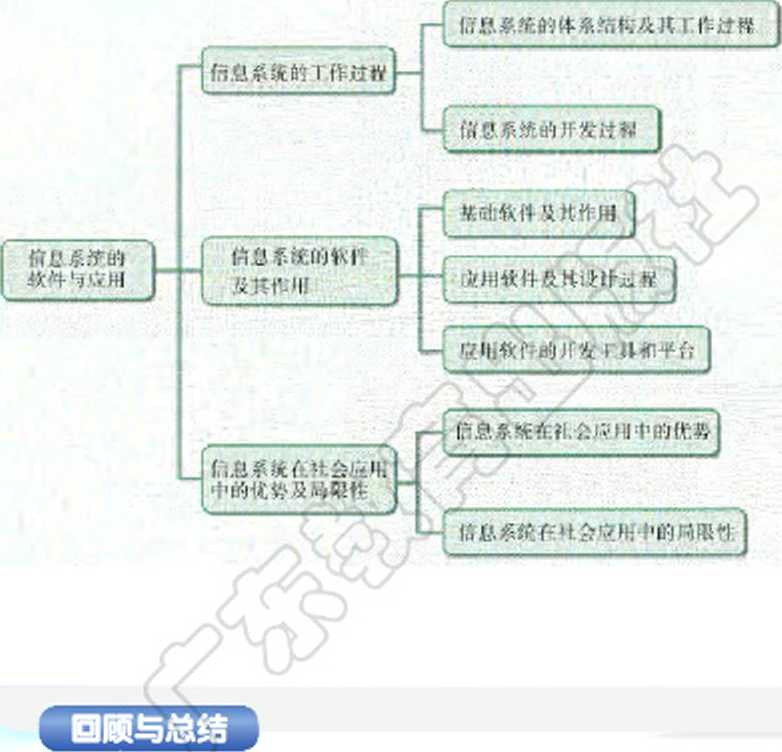 信息系统的体系结构及其工作过程
信息系统的工作过程
信息系统的开发过程
基础软件及其作用
信息系统的
软件与应用
信息系统的软件
及其作用
应用软件及其设计过程
应用软件的开发工具和平台
信息系统在社会应用中的优势
信息系统在社会应用
中的优势及局限性
信息系统在社会应用中的局限性
广东教育出版社
回顾与总结